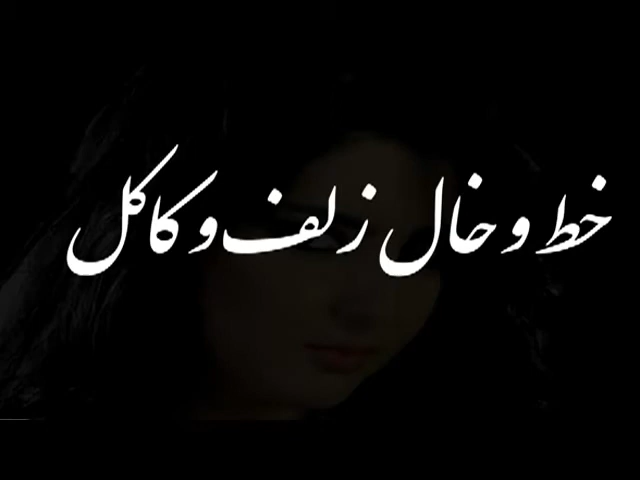 خط و خال زلف و کاکل